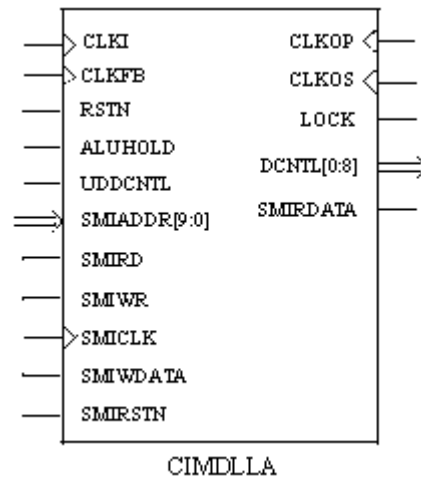 CLKI
CLKFB
RSTN
ALUHOLD
UDDCNTL
SMIADDR[9:0]
SMIRD
SMIWR
SMICLK
SMIWDATA
SMIRSTN
CLKOP
CLKOS
LOCK
DCNTL[0:8]
SMIRDATA
CIMDLLA